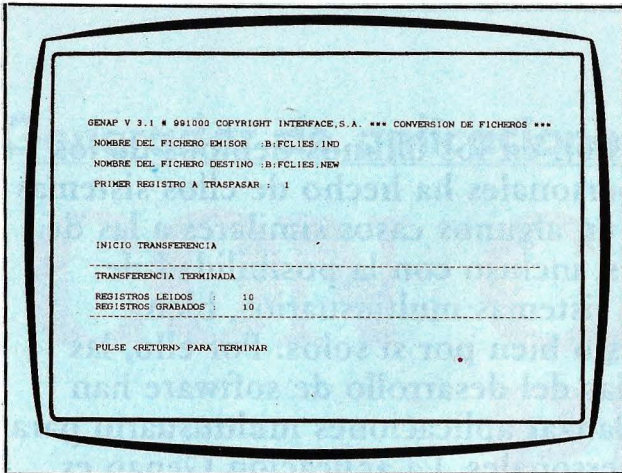 GENAP V 3.1 # 991000 COPYRIGHT INTERFACE,S.A. *** CONVERSION DE FICHEROS ***
NOMBRE DEL FICHERO EMISOR :B:FCLIES.IND
NOMBRE DEL FICHERO DESTINO :B:FCLIES.NEW
PRIMER REGISTRO A TRASPASAR : 1
INICIO TRANSFERENCIA
TRANSFERENCIA TERMINADA
REGISTROS LEIDOS : 10
REGISTROS GRABADOS : 10
PULSE <RETURN> PARA TERMINAR